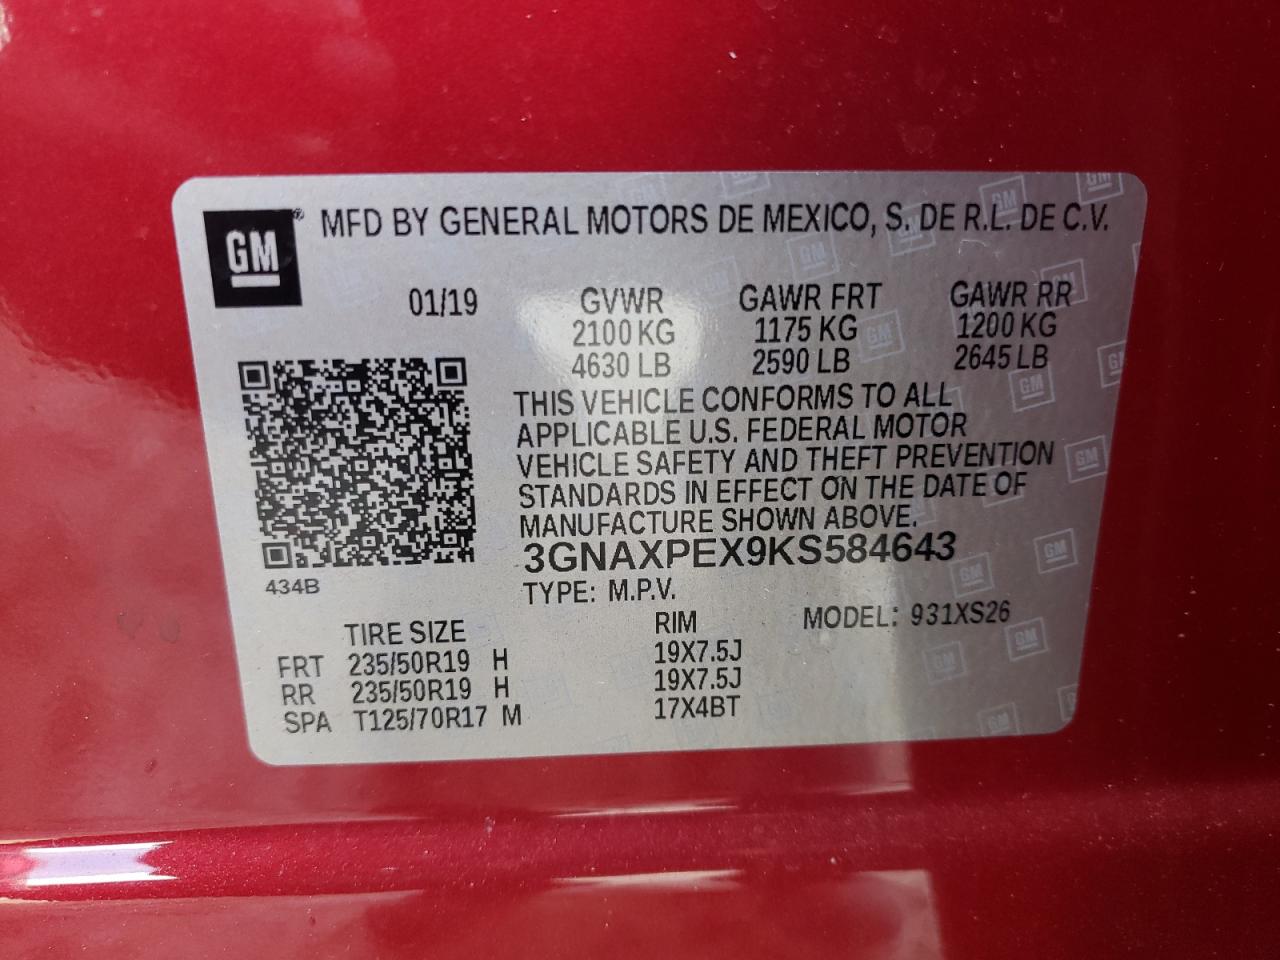 GM® MFD BY GENERAL MOTORS DE MEXICO, S. DE R.L. DE C.V.
01/19 GVWR GAWR FRT GAWR RR
2100 KG 1175 KG 1200 KG
4630 LB 2590 LB 2645 LB
THIS VEHICLE CONFORMS TO ALL
APPLICABLE U.S. FEDERAL MOTOR
VEHICLE SAFETY AND THEFT PREVENTION
STANDARDS IN EFFECT ON THE DATE OF
MANUFACTURE SHOWN ABOVE.
3GNAXPEX9KS584643
434B
TYPE: M.P.V.
TIRE SIZE RIM MODEL: 931XS26
FRT 235/50R19 H 19X7.5J
RR 235/50R19 H 19X7.5J
SPA T125/70R17 M 17X4BT